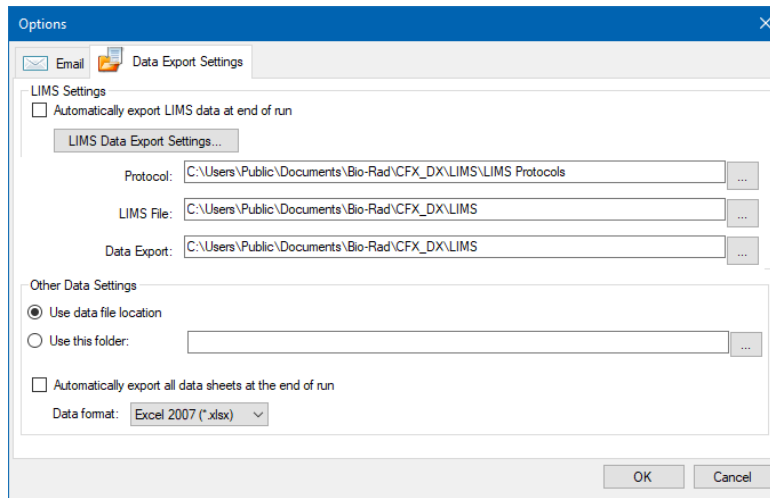 Options
Email
Data Export Settings
LIMS Settings
Automatically export LIMS data at end of run
LIMS Data Export Settings...
Protocol: C:\Users\Public\Documents\Bio-Rad\CFX_DX\LIMS\LIMS Protocols ...
LIMS File: C:\Users\Public\Documents\Bio-Rad\CFX_DX\LIMS ...
Data Export: C:\Users\Public\Documents\Bio-Rad\CFX_DX\LIMS ...
Other Data Settings
Use data file location
Use this folder: ...
Automatically export all data sheets at the end of run
Data format: Excel 2007 (*.xlsx)
OK Cancel